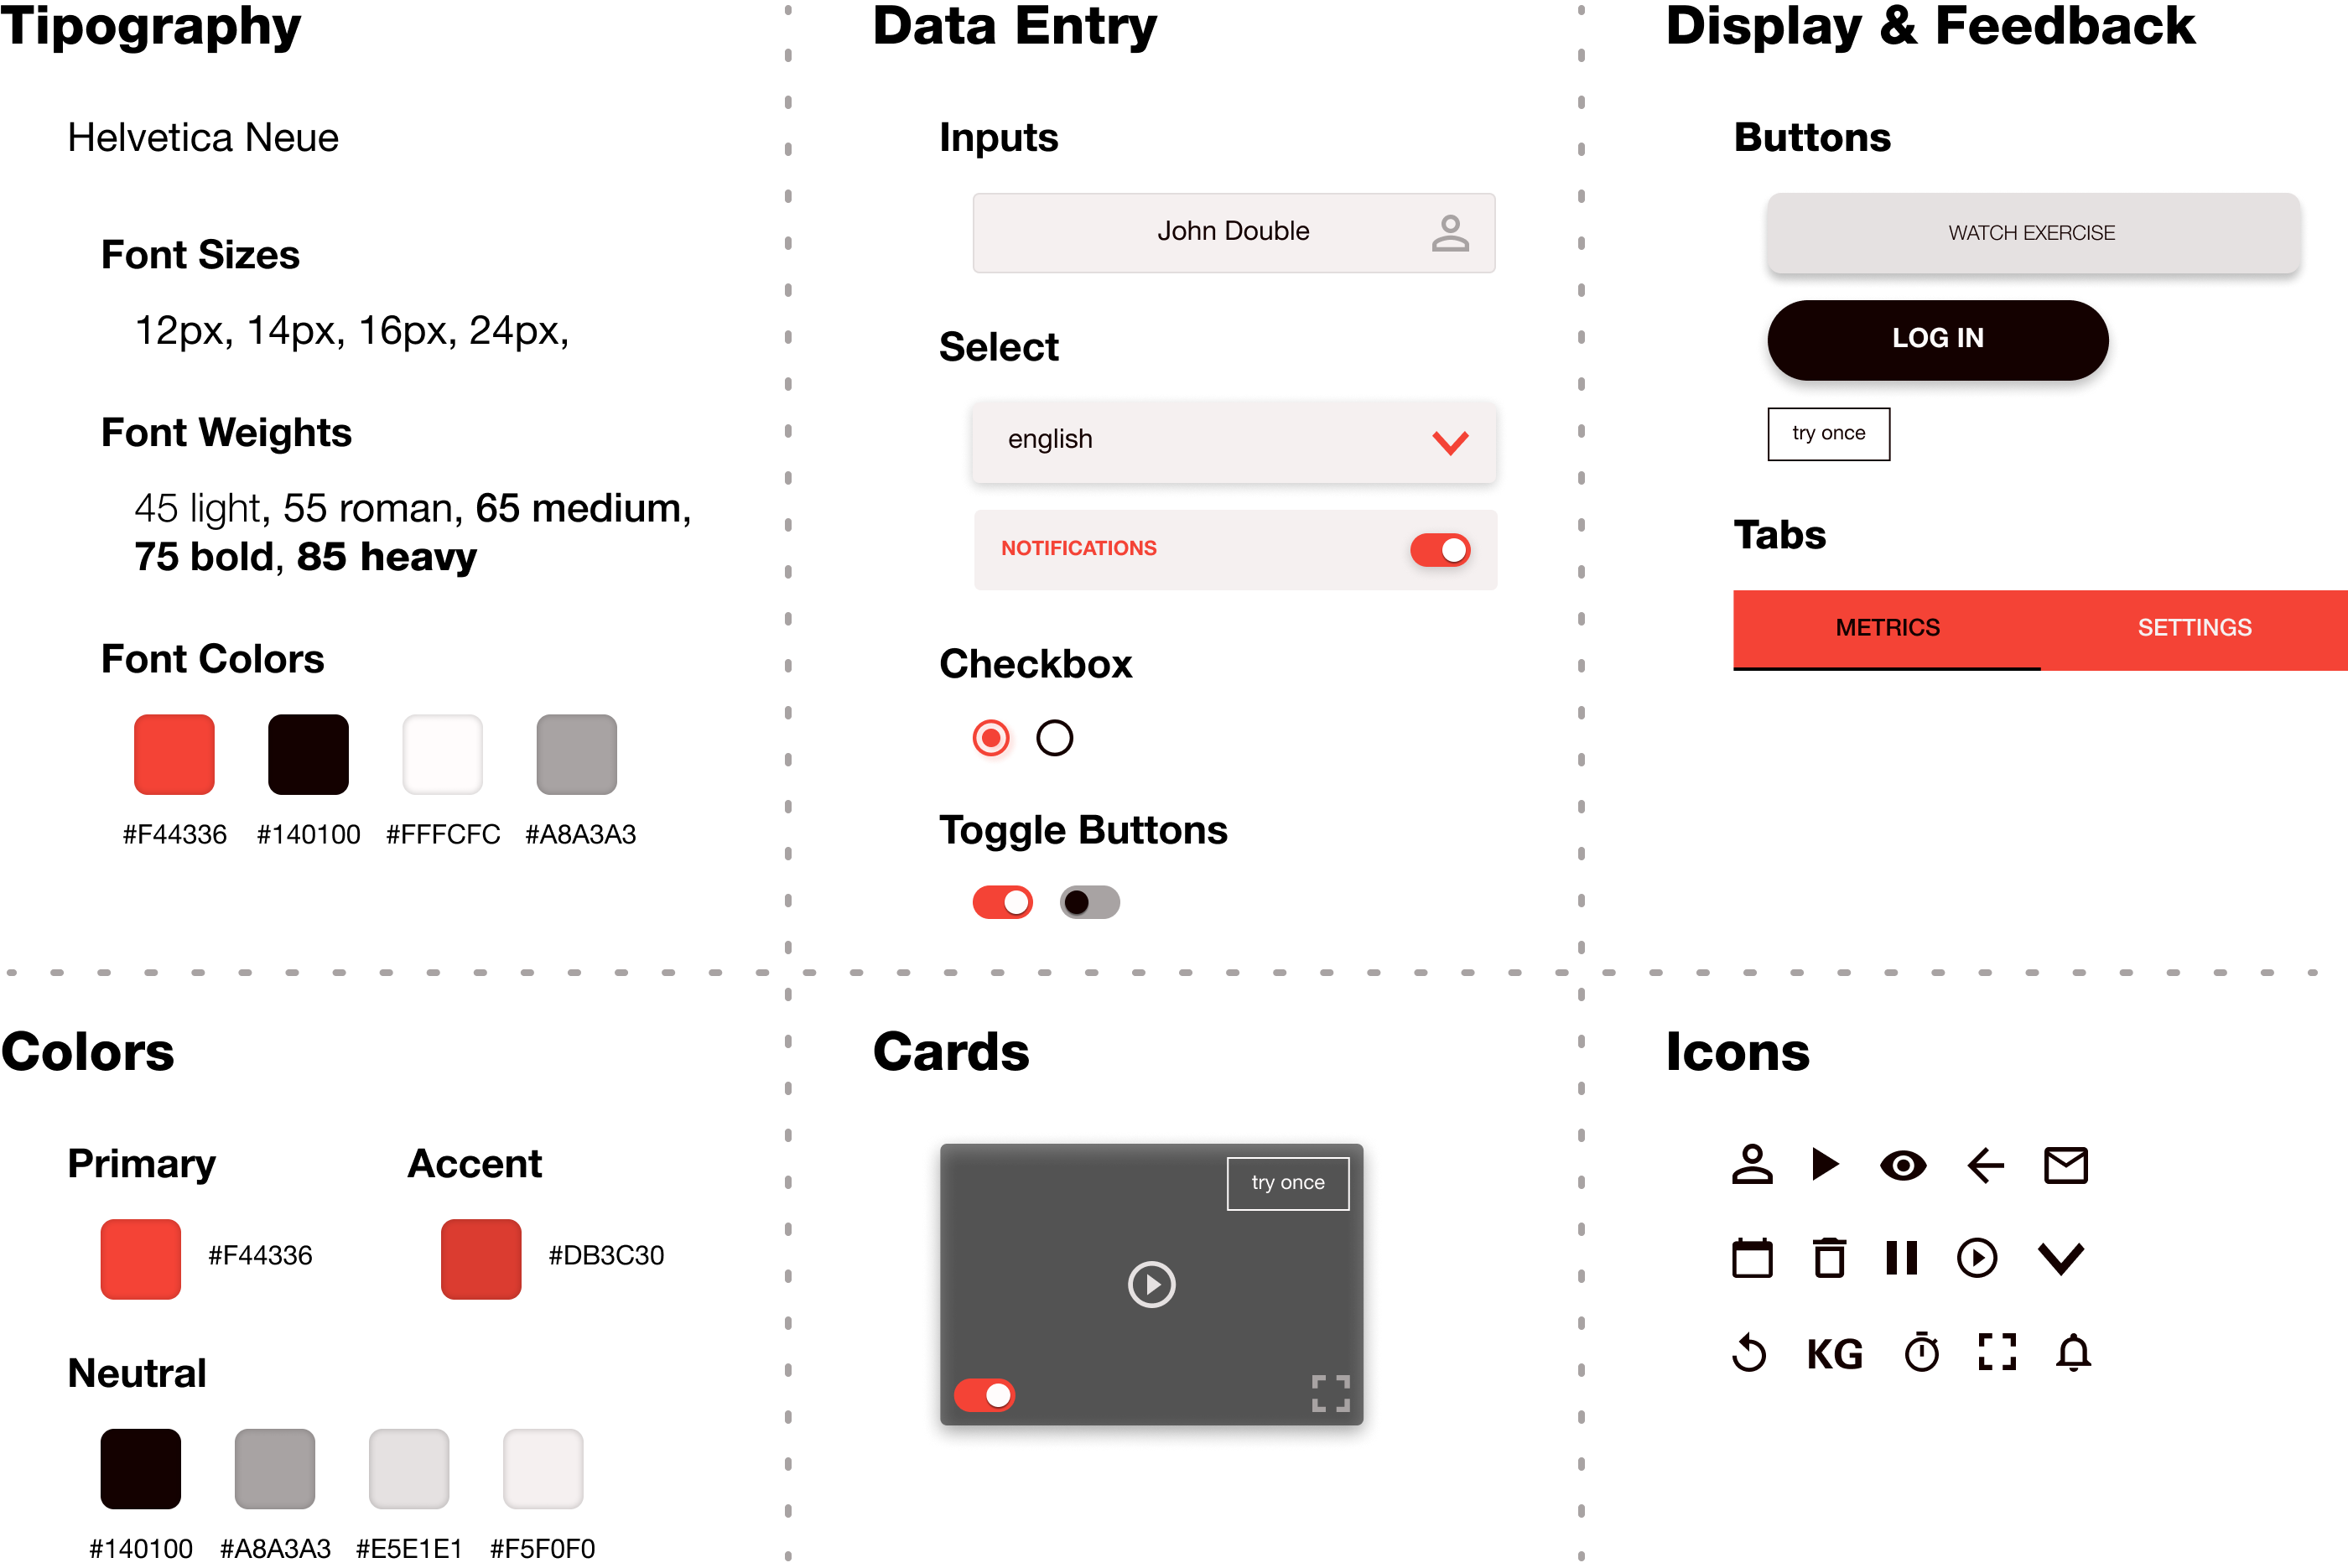 Tipography
Helvetica Neue
Font Sizes
12px, 14px, 16px, 24px,
Font Weights
45 light, 55 roman, 65 medium,
75 bold, 85 heavy
Font Colors
#F44336 #140100 #FFFCFC #A8A3A3
Data Entry
Inputs
John Double
Select
english
NOTIFICATIONS
Checkbox
Toggle Buttons
Display & Feedback
Buttons
WATCH EXERCISE
LOG IN
try once
Tabs
METRICS SETTINGS
Colors
Primary
#F44336
Accent
#DB3C30
Neutral
#140100 #A8A3A3 #E5E1E1 #F5F0F0
Cards
try once
Icons
KG